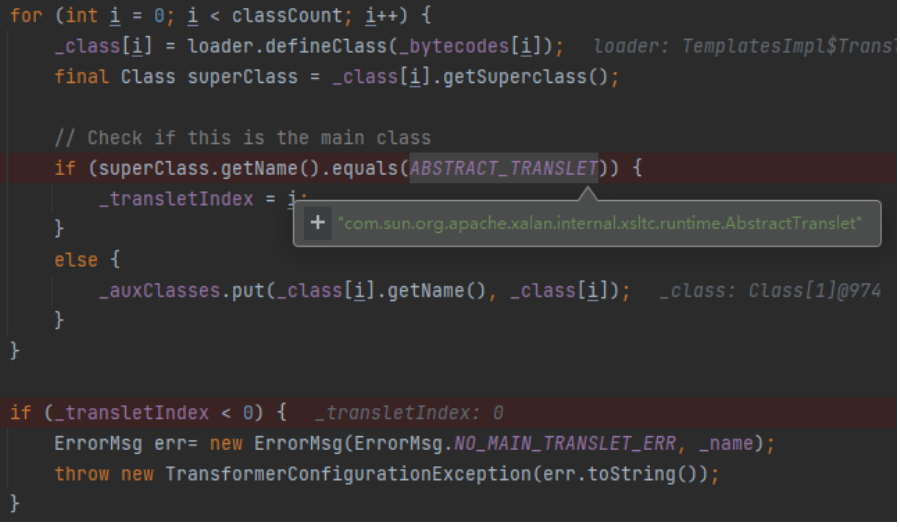 for (int i = 0; i < classCount; i++) {
_class[i] = loader.defineClass(_bytecodes[i]); loader: TemplatesImpl$Transl
final Class superClass = _class[i].getSuperclass();
// Check if this is the main class
if (superClass.getName().equals(ABSTRACT_TRANSLET)) {
_transletIndex = i;
+ "com.sun.org.apache.xalan.internal.xsltc.runtime.AbstractTranslet"
}
else {
_auxClasses.put(_class[i].getName(), _class[i]); _class: Class[1]@974
}
}
if (_transletIndex < 0) { _transletIndex: 0
ErrorMsg err= new ErrorMsg(ErrorMsg.NO_MAIN_TRANSLET_ERR, _name);
throw new TransformerConfigurationException(err.toString());
}